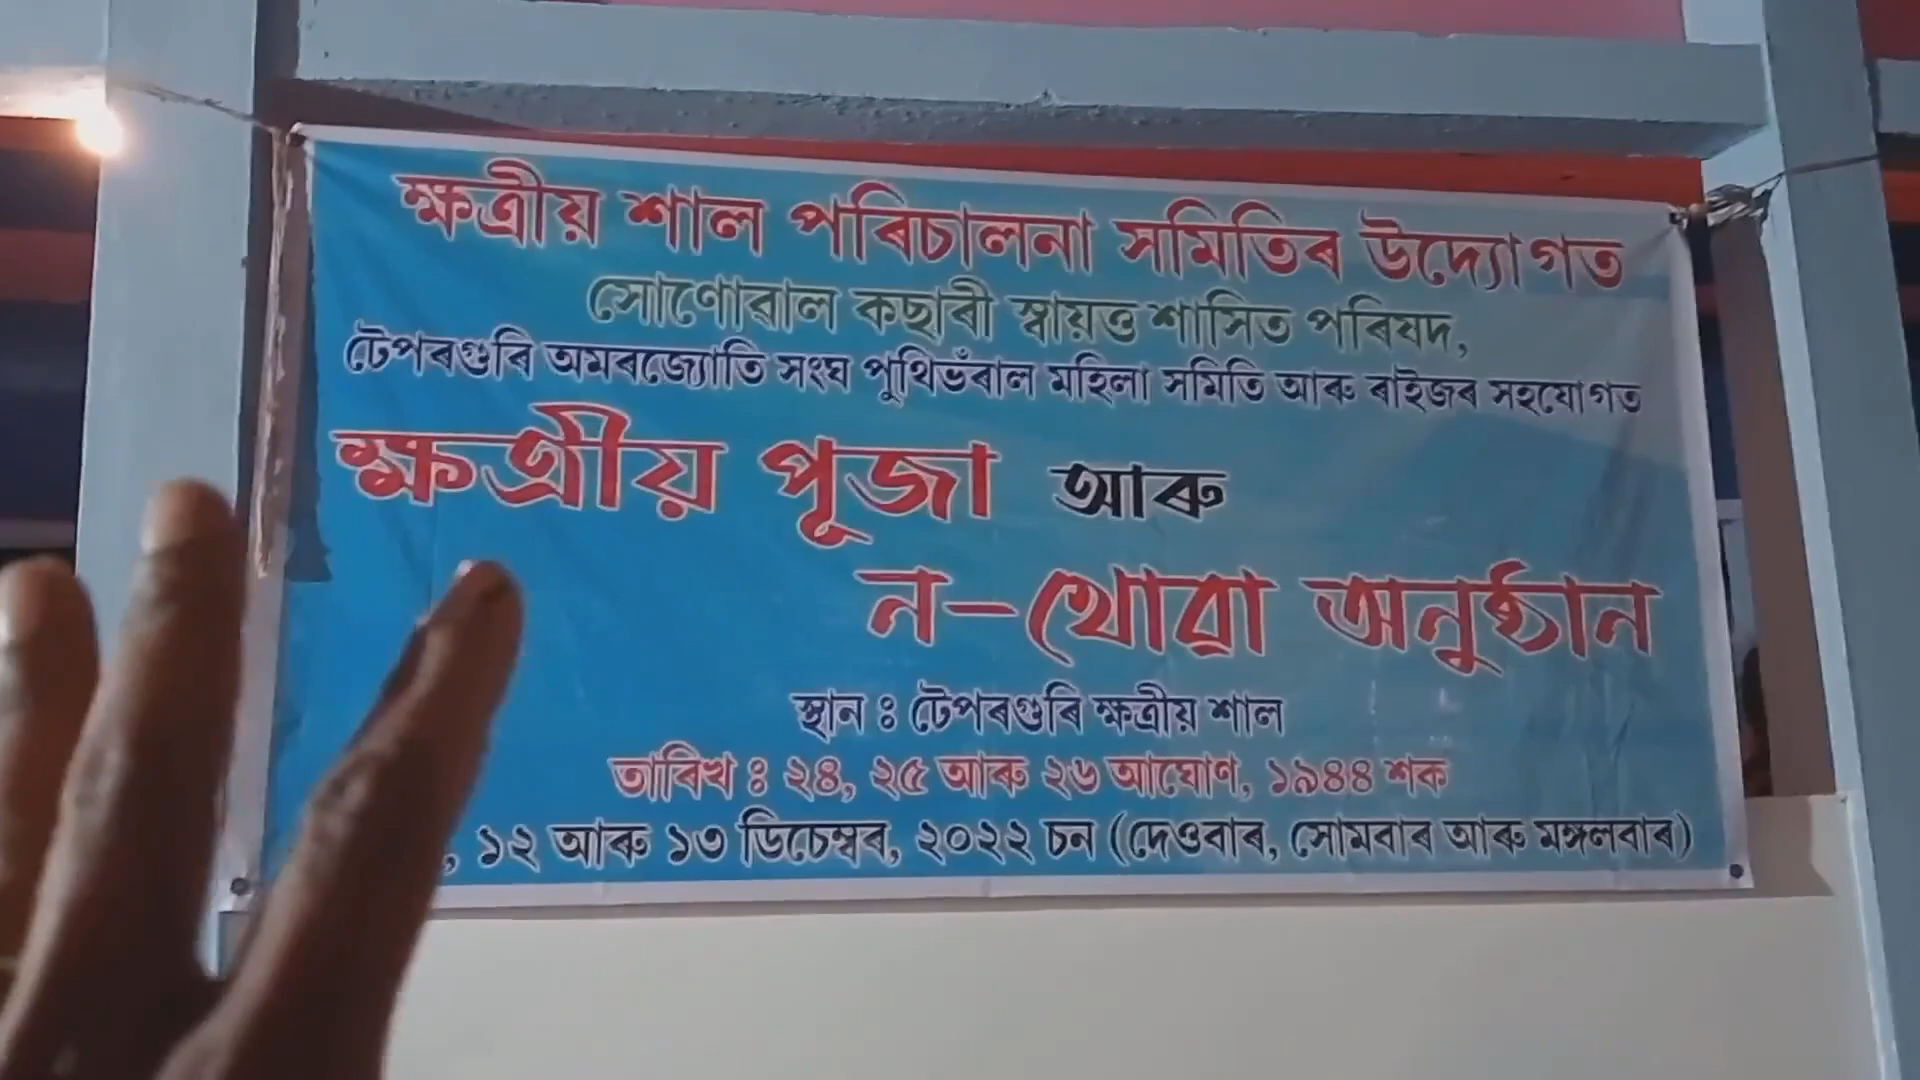 ক্ষত্ৰীয় শাল পৰিচালনা সমিতিৰ উদ্যোগত
সোণোৱাল কছাৰী স্বায়ত্ত শাসিত পৰিষদ,
টেপৰগুৰি অমৰজ্যোতি সংঘ পুথিভঁৰাল মহিলা সমিতি আৰু ৰাইজৰ সহযোগত
ক্ষত্ৰীয় পূজা আৰু
ন-খোৱা অনুষ্ঠান
স্থান : টেপৰগুৰি ক্ষত্ৰীয় শাল
তাৰিখ : ২৪, ২৫ আৰু ২৬ আঘোণ, ১৯৪৪ শক
, ১২ আৰু ১৩ ডিচেম্বৰ, ২০২২ চন (দেওবাৰ, সোমবাৰ আৰু মঙ্গলবাৰ)